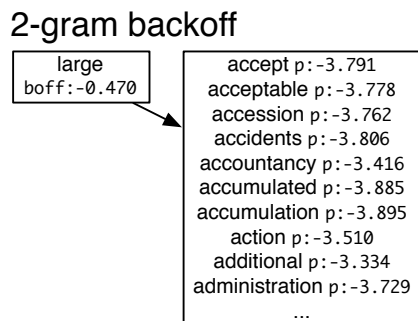 2-gram backoff
large
boff:-0.470
accept p:-3.791
acceptable p:-3.778
accession p:-3.762
accidents p:-3.806
accountancy p:-3.416
accumulated p:-3.885
accumulation p:-3.895
action p:-3.510
additional p:-3.334
administration p:-3.729
...